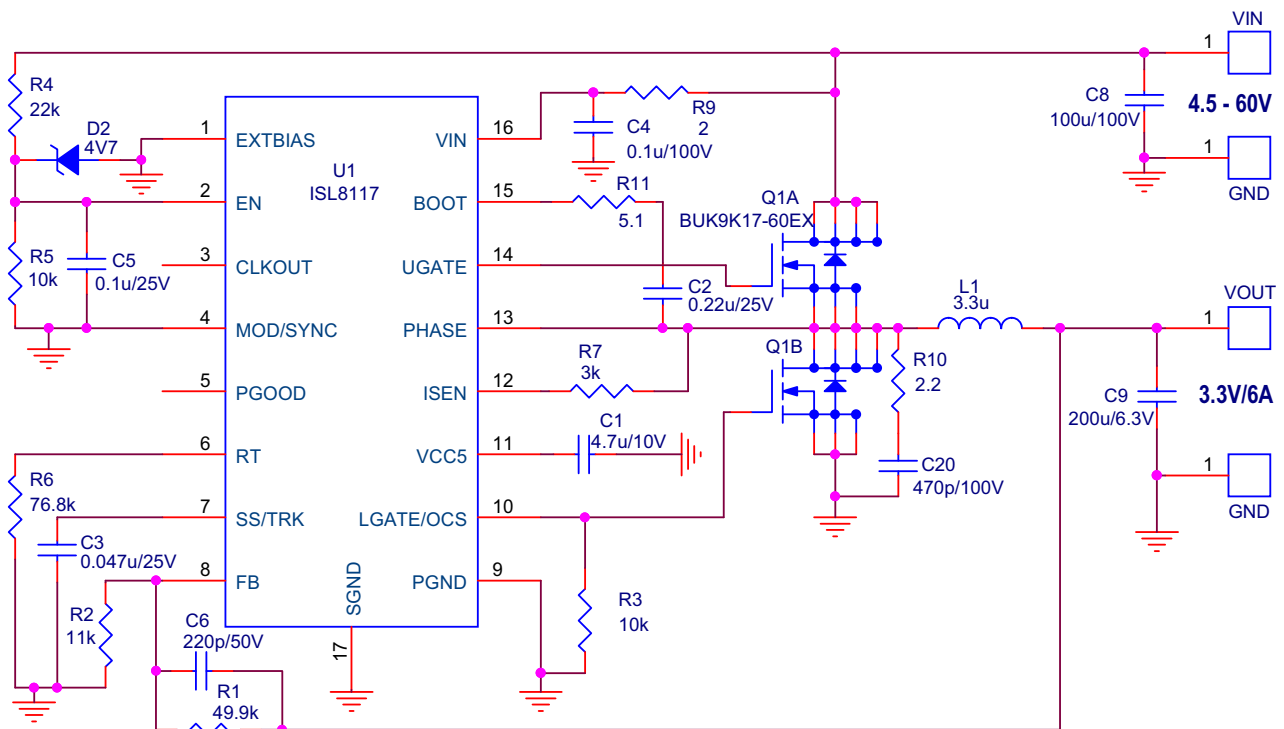 VIN
1
R4
22k
D2
4V7
C8
100u/100V
4.5 - 60V
R9
2
C4
0.1u/100V
1
EXTBIAS
VIN
16
U1
ISL8117
1
GND
2
EN
BOOT
15
R11
5.1
Q1A
BUK9K17-60EX
R5
10k
C5
0.1u/25V
3
CLKOUT
UGATE
14
C2
0.22u/25V
L1
3.3u
VOUT
1
4
MOD/SYNC
PHASE
13
Q1B
R7
3k
R10
2.2
5
PGOOD
ISEN
12
C9
200u/6.3V
3.3V/6A
C1
4.7u/10V
6
RT
VCC5
11
C20
470p/100V
1
GND
R6
76.8k
7
SS/TRK
LGATE/OCS
10
C3
0.047u/25V
8
FB
SGND
PGND
9
R2
11k
R3
10k
C6
220p/50V
17
R1
49.9k